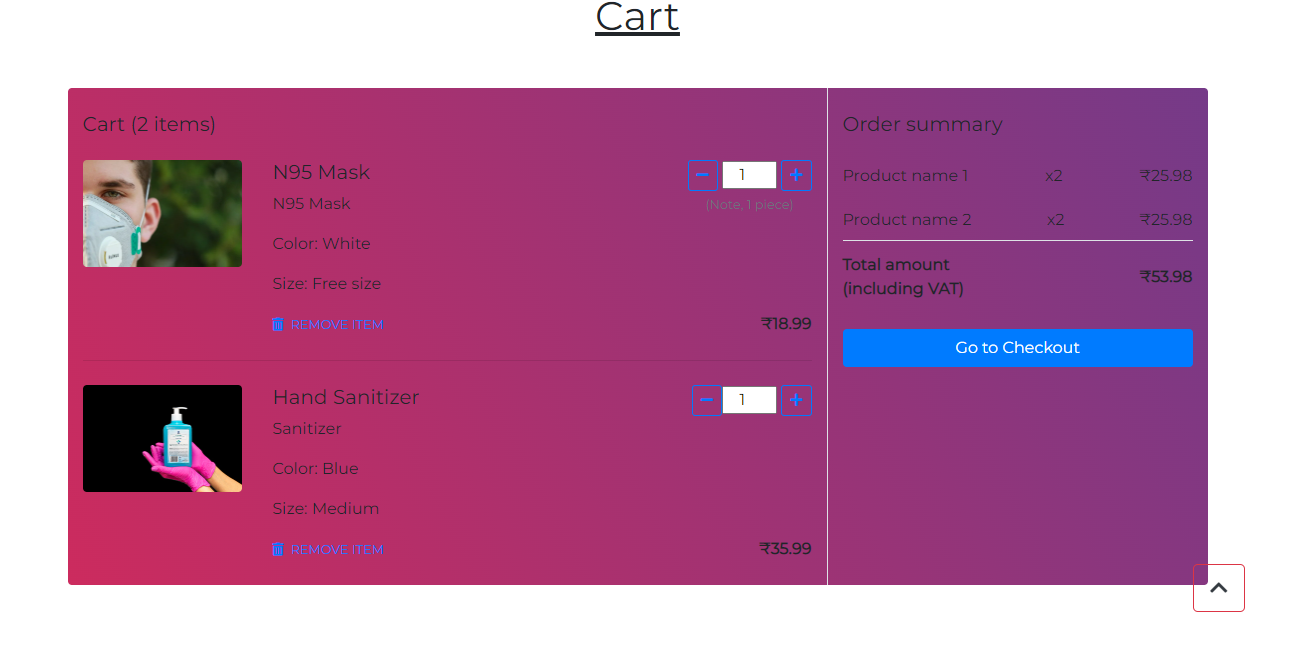 Cart
Cart (2 items)
N95 Mask
1
N95 Mask
(Note, 1 piece)
Color: White
Size: Free size
REMOVE ITEM
₹18.99
Hand Sanitizer
1
Sanitizer
Color: Blue
Size: Medium
REMOVE ITEM
₹35.99
Order summary
Product name 1 x2 ₹25.98
Product name 2 x2 ₹25.98
Total amount
(including VAT) ₹53.98
Go to Checkout